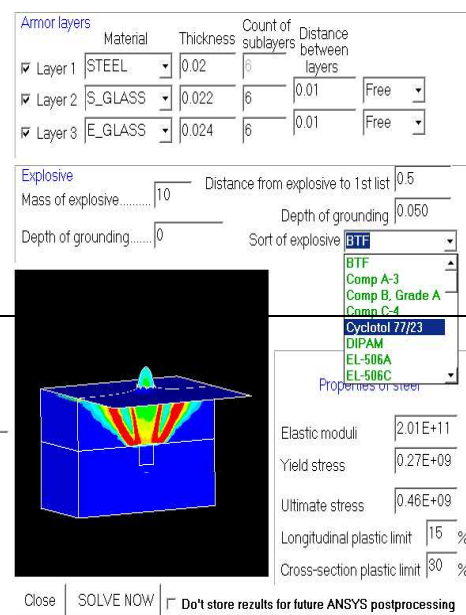 Armor layers
Material Thickness Count of sublayers Distance between layers
Layer 1 STEEL 0.02 6
Layer 2 S_GLASS 0.022 6 0.01 Free
Layer 3 E_GLASS 0.024 6 0.01 Free
Explosive
Mass of explosive.......... 10 Distance from explosive to 1st list 0.5
Depth of grounding 0.050
Depth of grounding....... 0 Sort of explosive BTF
BTF
Comp A-3
Comp B, Grade A
Comp C-4
Cyclotol 77/23
DIPAM
EL-506A
EL-506C
Properties of steel
Elastic moduli 2.01E+11
Yield stress 0.27E+09
Ultimate stress 0.46E+09
Longitudinal plastic limit 15 %
Cross-section plastic limit 30 %
Close SOLVE NOW Do't store rezults for future ANSYS postprocessing